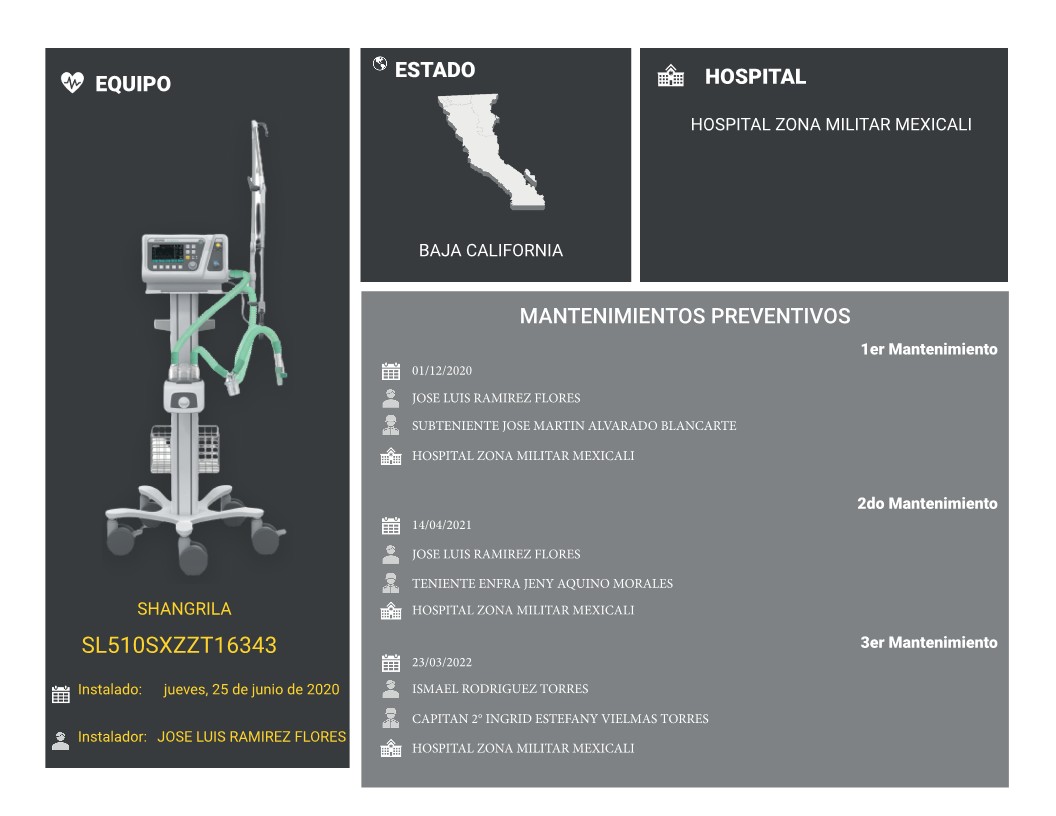 EQUIPO
SHANGRILA
SL510SXZZT16343
Instalado: jueves, 25 de junio de 2020
Instalador: JOSE LUIS RAMIREZ FLORES
ESTADO
BAJA CALIFORNIA
HOSPITAL
HOSPITAL ZONA MILITAR MEXICALI
MANTENIMIENTOS PREVENTIVOS
1er Mantenimiento
01/12/2020
JOSE LUIS RAMIREZ FLORES
SUBTENIENTE JOSE MARTIN ALVARADO BLANCARTE
HOSPITAL ZONA MILITAR MEXICALI
2do Mantenimiento
14/04/2021
JOSE LUIS RAMIREZ FLORES
TENIENTE ENFRA JENY AQUINO MORALES
HOSPITAL ZONA MILITAR MEXICALI
3er Mantenimiento
23/03/2022
ISMAEL RODRIGUEZ TORRES
CAPITAN 2° INGRID ESTEFANY VIELMAS TORRES
HOSPITAL ZONA MILITAR MEXICALI